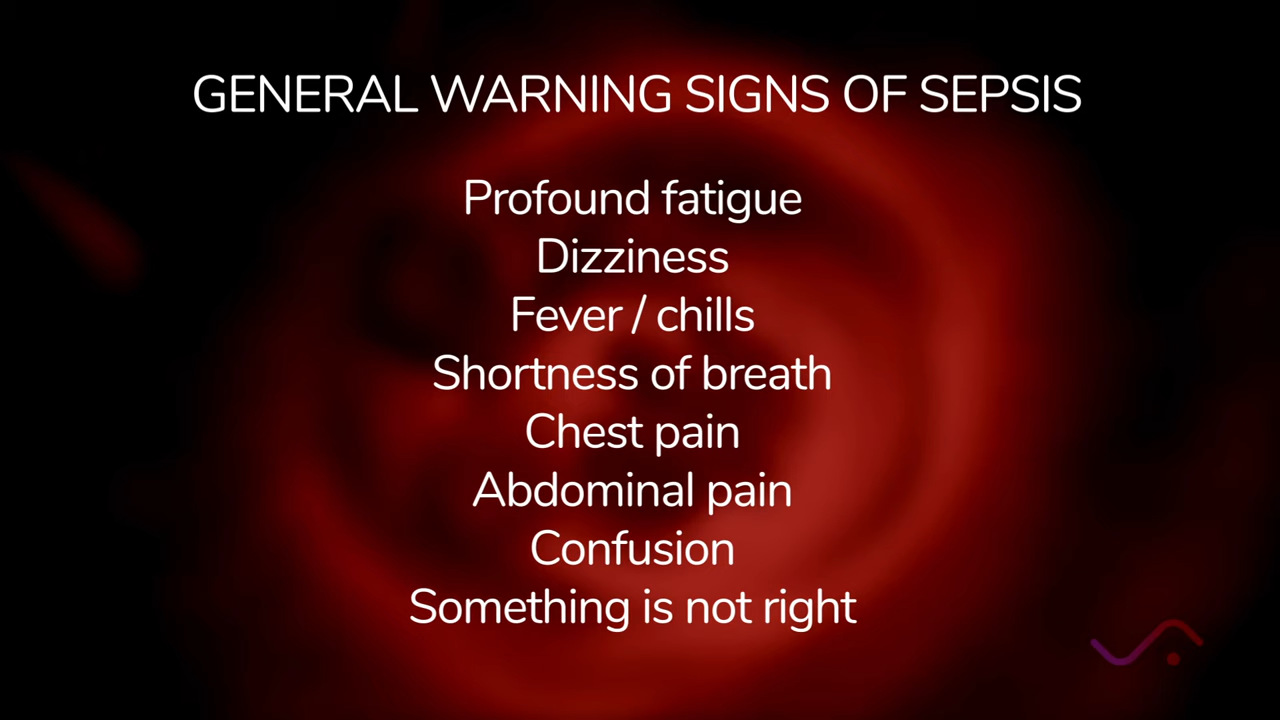 GENERAL WARNING SIGNS OF SEPSIS
Profound fatigue
Dizziness
Fever / chills
Shortness of breath
Chest pain
Abdominal pain
Confusion
Something is not right